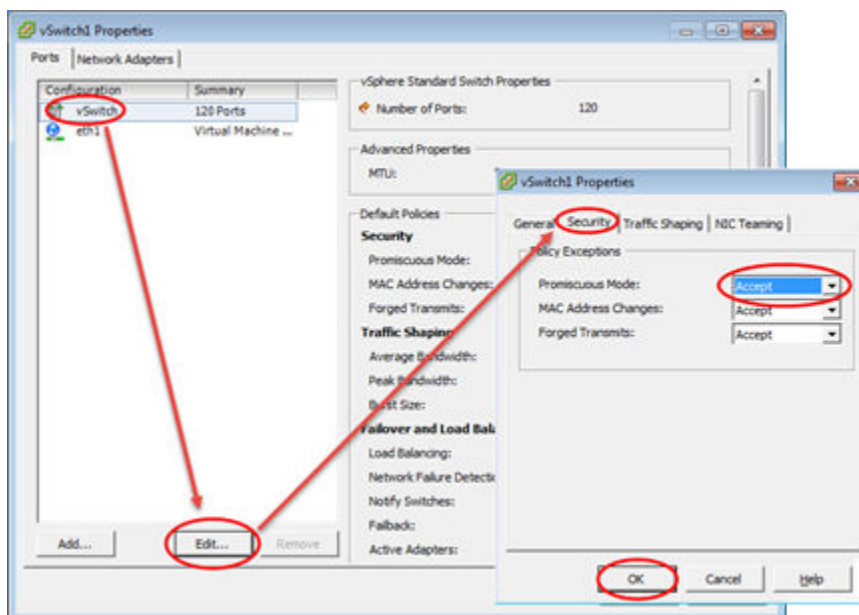 vSwitch1 Properties
Ports Network Adapters
Configuration Summary
vSwitch 120 Ports
eth1 Virtual Machine ...
Add... Edit... Remove
vSphere Standard Switch Properties
Number of Ports: 120
Advanced Properties
MTU:
Default Policies
Security
Promiscuous Mode:
MAC Address Changes:
Forged Transmits:
Traffic Shaping
Average Bandwidth:
Peak Bandwidth:
Burst Size:
Failover and Load Bal
Load Balancing:
Network Failure Detectio
Notify Switches:
Failback:
Active Adapters:
vSwitch1 Properties
General Security Traffic Shaping NIC Teaming
Policy Exceptions
Promiscuous Mode: Accept
MAC Address Changes: Accept
Forged Transmits: Accept
OK Cancel Help